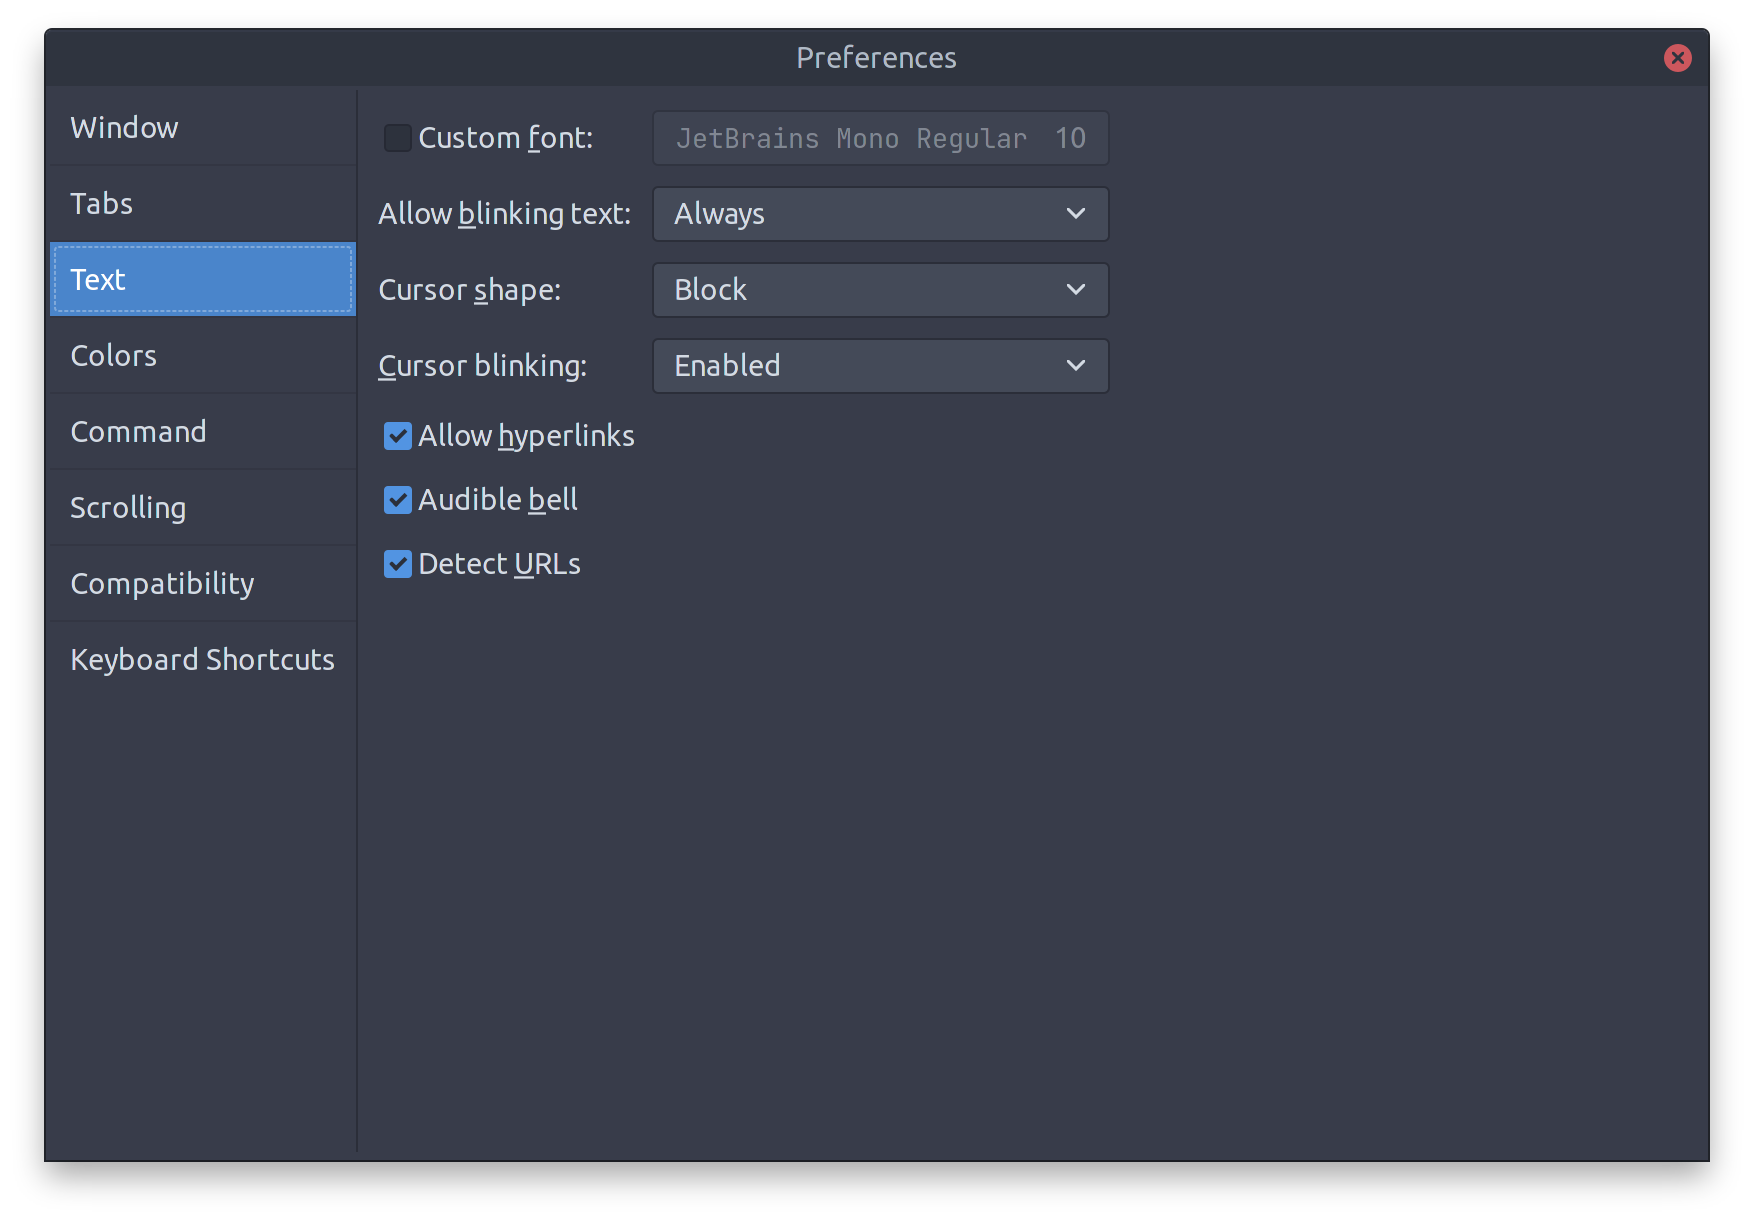 Preferences
Window
Tabs
Text
Colors
Command
Scrolling
Compatibility
Keyboard Shortcuts
Custom font: JetBrains Mono Regular 10
Allow blinking text: Always
Cursor shape: Block
Cursor blinking: Enabled
Allow hyperlinks
Audible bell
Detect URLs